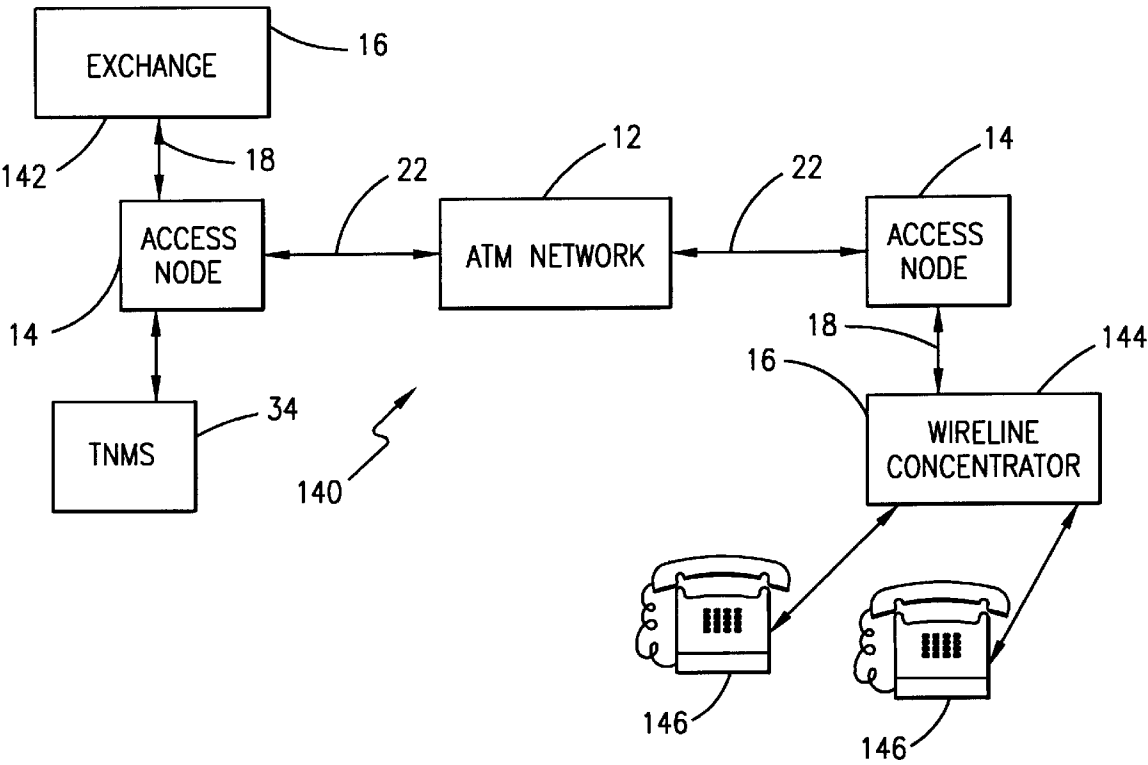 EXCHANGE
16
142
18
12
14
22
22
ACCESS
NODE
ATM NETWORK
ACCESS
NODE
14
18
16
144
TNMS
34
140
WIRELINE
CONCENTRATOR
146
146